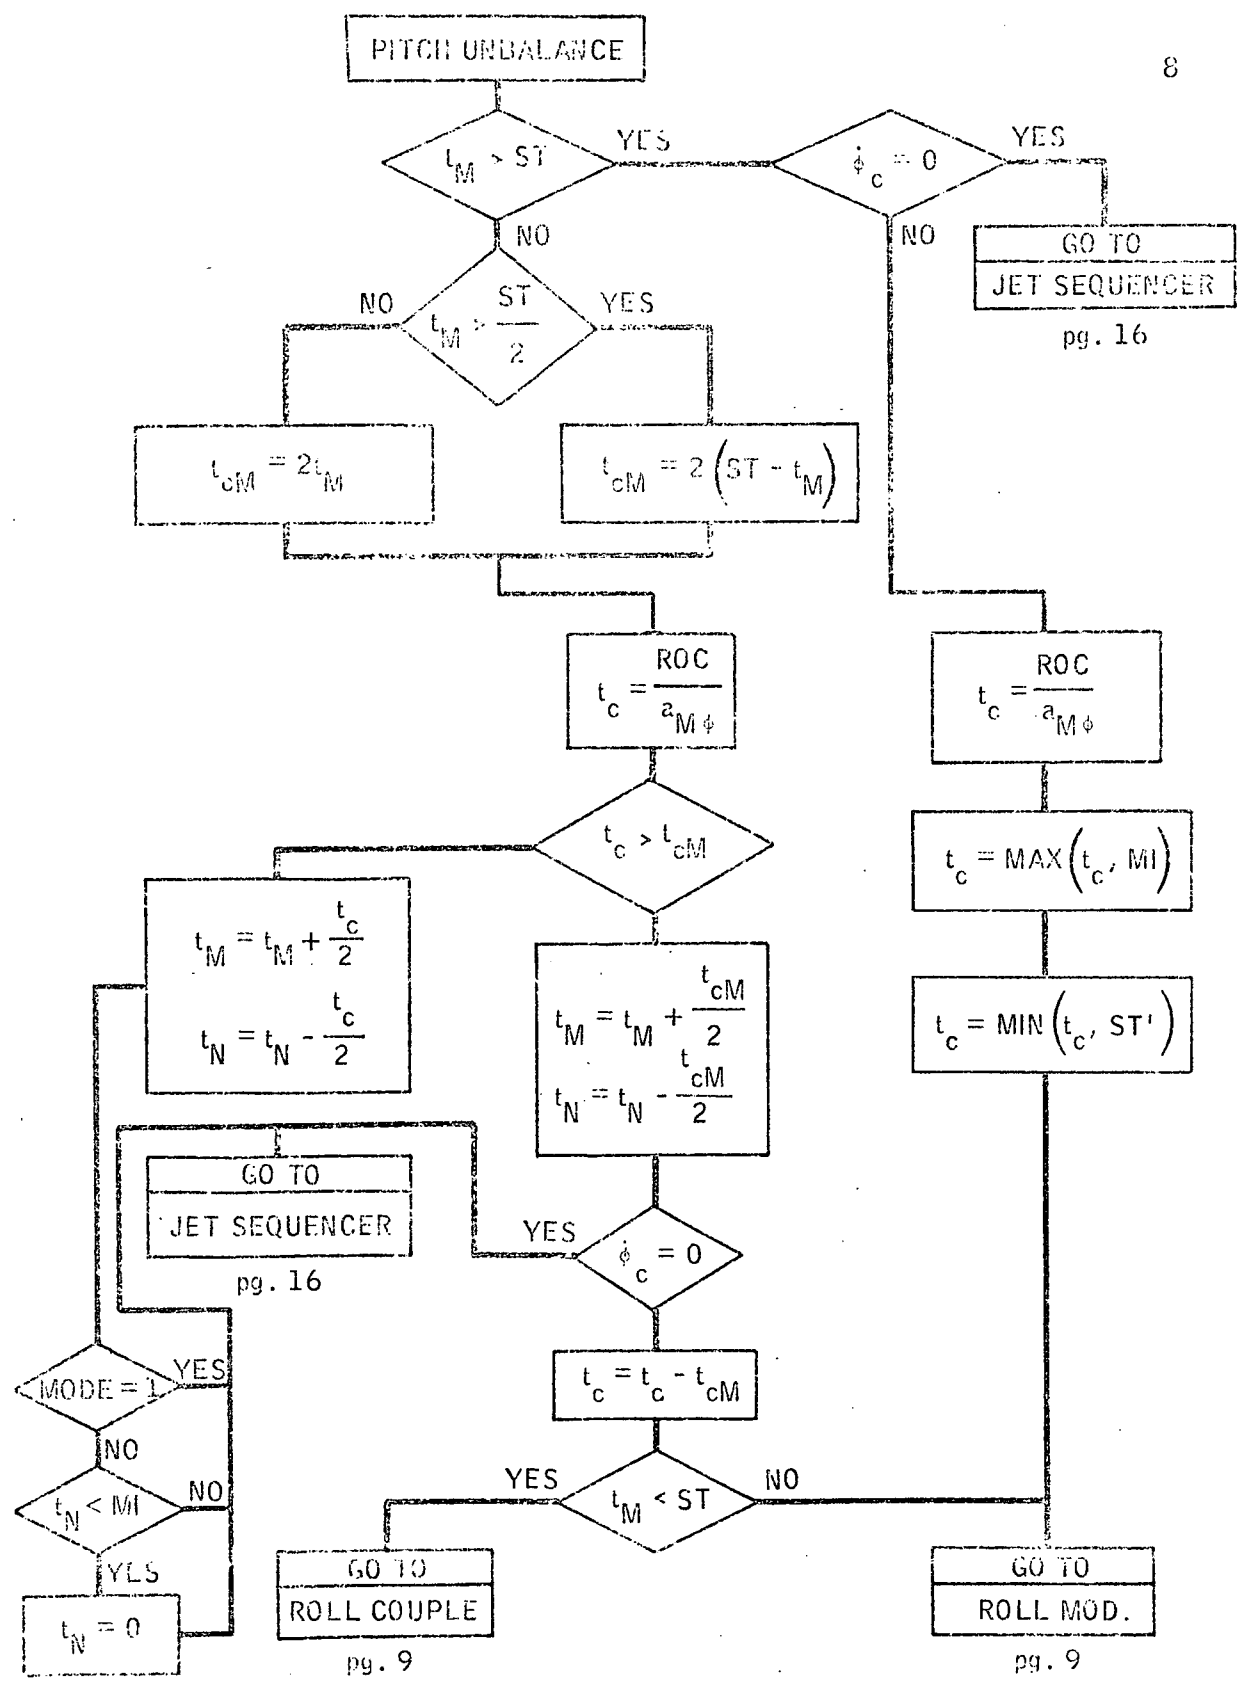 8
PITCH UNBALANCE
t_M > ST
YES
NO
φ̇_c = 0
YES
NO
GO TO
JET SEQUENCER
pg. 16
t_M > ST/2
NO
YES
t_cM = 2t_M
t_cM = 2(ST - t_M)
t_c = ROC/a_Mφ
t_c = ROC/a_Mφ
t_c > t_cM
t_c = MAX(t_c, MI)
t_M = t_M + t_c/2
t_N = t_N - t_c/2
t_M = t_M + t_cM/2
t_N = t_N - t_cM/2
t_c = MIN(t_c, ST')
GO TO
JET SEQUENCER
pg. 16
YES
φ̇_c = 0
MODE = 1
YES
NO
t_c = t_c - t_cM
t_N < MI
NO
YES
YES
t_M < ST
NO
t_N = 0
GO TO
ROLL COUPLE
pg. 9
GO TO
ROLL MOD.
pg. 9